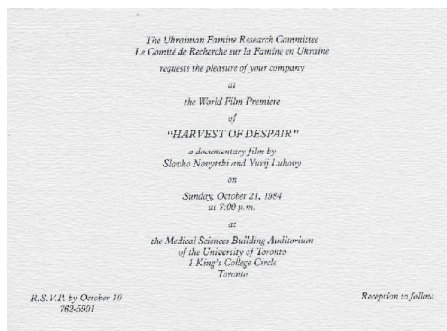 The Ukrainian Famine Research Committee
Le Comité de Recherche sur la Famine en Ukraine
requests the pleasure of your company
at
the World Film Premiere
of
"HARVEST OF DESPAIR"
a documentary film by
Slavko Nowytski and Yurij Luhovy
on
Sunday, October 21, 1984
at 7:00 p.m.
at
the Medical Sciences Building Auditorium
of the University of Toronto
1 King's College Circle
Toronto
R.S.V.P. by October 10
762-5901
Reception to follow